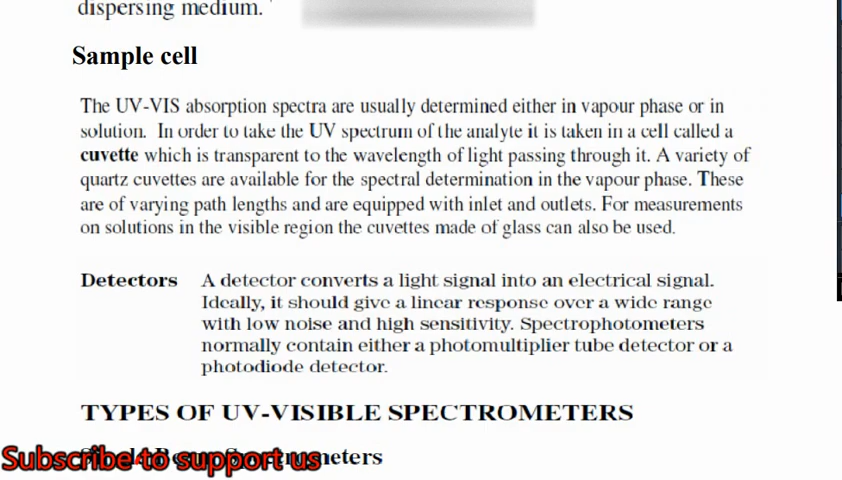 dispersing medium.
Sample cell
The UV-VIS absorption spectra are usually determined either in vapour phase or in
solution. In order to take the UV spectrum of the analyte it is taken in a cell called a
cuvette which is transparent to the wavelength of light passing through it. A variety of
quartz cuvettes are available for the spectral determination in the vapour phase. These
are of varying path lengths and are equipped with inlet and outlets. For measurements
on solutions in the visible region the cuvettes made of glass can also be used.
Detectors A detector converts a light signal into an electrical signal.
Ideally, it should give a linear response over a wide range
with low noise and high sensitivity. Spectrophotometers
normally contain either a photomultiplier tube detector or a
photodiode detector.
TYPES OF UV-VISIBLE SPECTROMETERS
Subscribe to support us